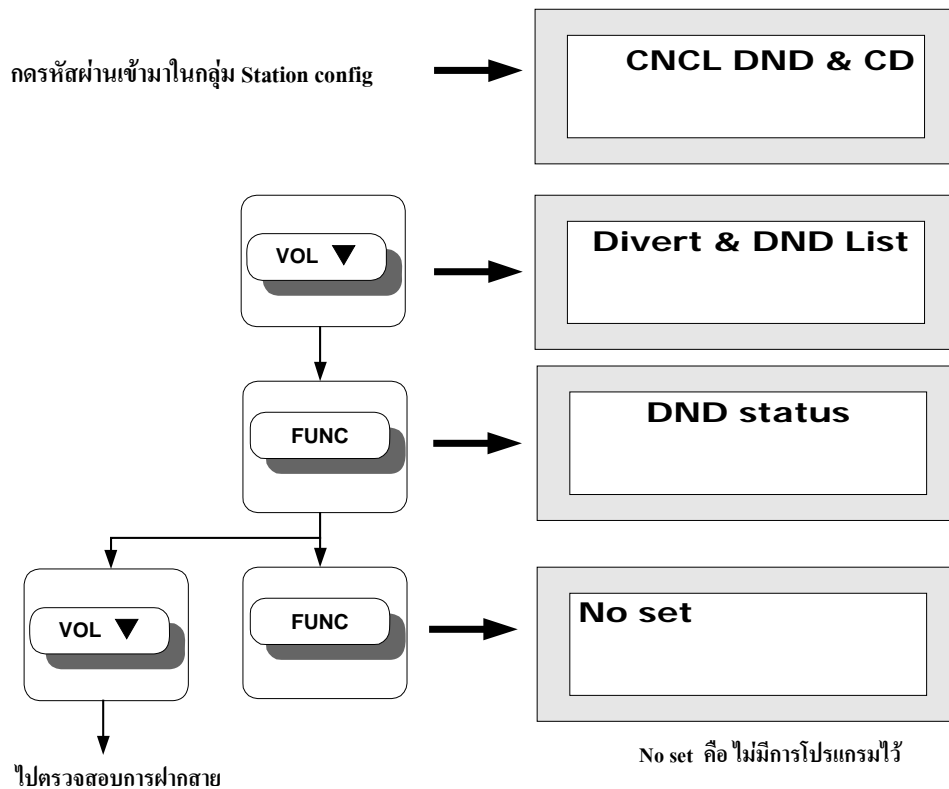 กดรหัสผ่านเข้ามาในกลุ่ม Station config
CNCL DND & CD
VOL ▼
Divert & DND List
FUNC
DND status
VOL ▼
FUNC
No set
No set คือ ไม่มีการโปรแกรมไว้
ไปตรวจสอบการฝากสาย